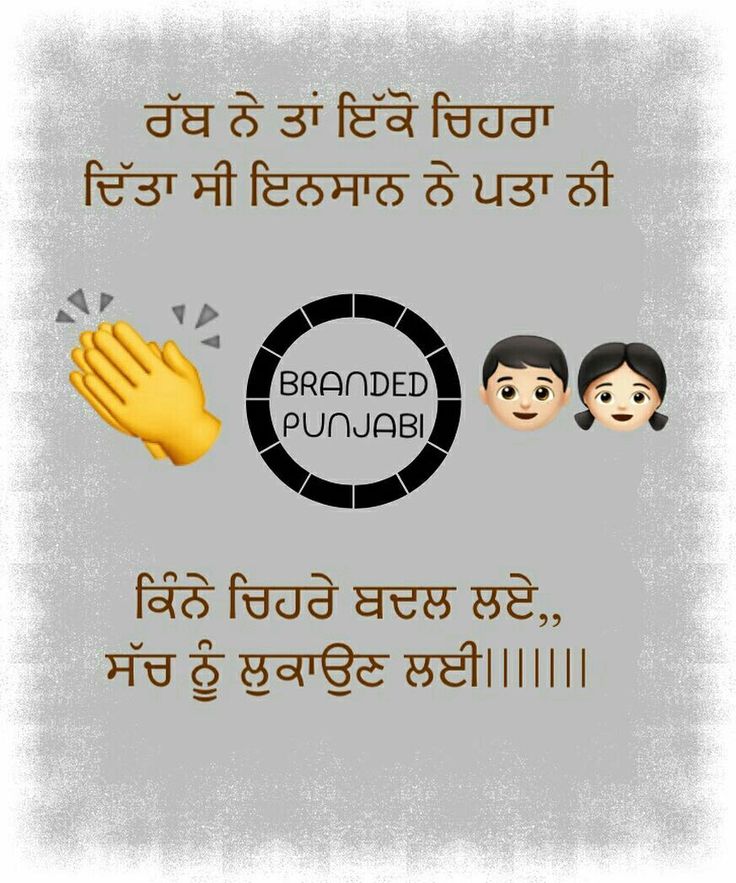 ਰੱਬ ਨੇ ਤਾਂ ਇੱਕੋ ਚਿਹਰਾ
ਦਿੱਤਾ ਸੀ ਇਨਸਾਨ ਨੇ ਪਤਾ ਨੀ
BRANDED
PUNJABI
ਕਿੰਨੇ ਚਿਹਰੇ ਬਦਲ ਲਏ,,
ਸੱਚ ਨੂੰ ਲੁਕਾਉਣ ਲਈ|||||||